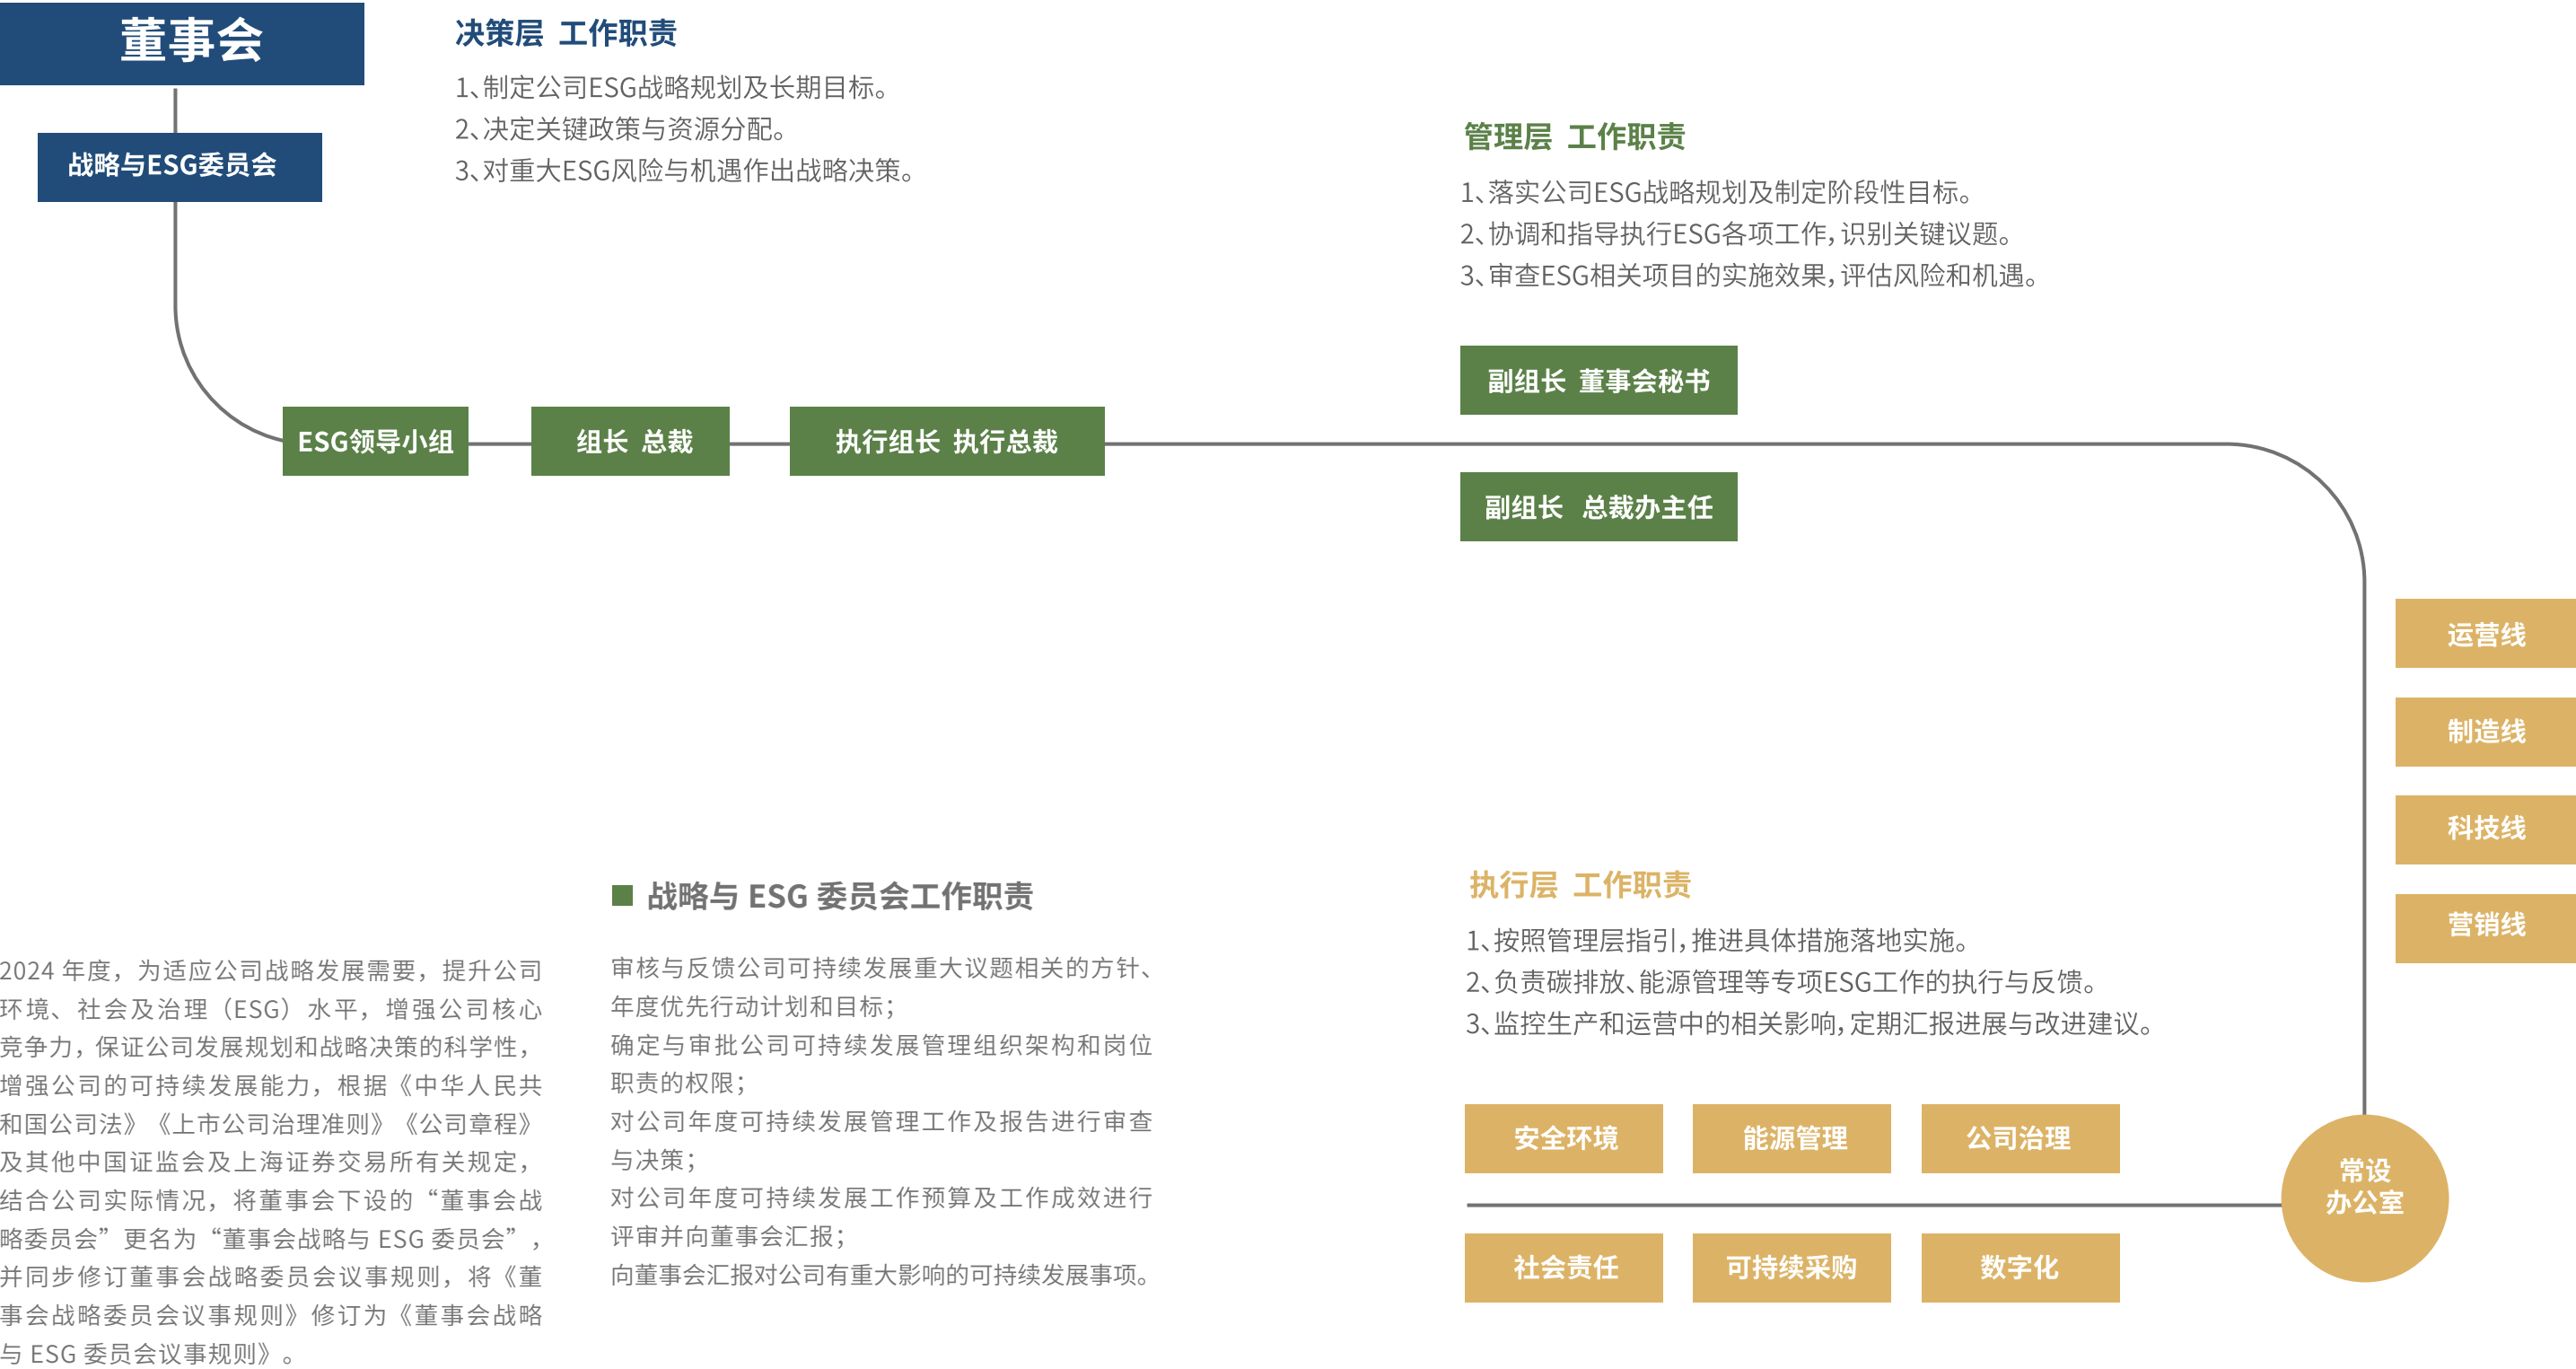 董事会
战略与ESG委员会
决策层 工作职责
1、制定公司ESG战略规划及长期目标。
2、决定关键政策与资源分配。
3、对重大ESG风险与机遇作出战略决策。
管理层 工作职责
1、落实公司ESG战略规划及制定阶段性目标。
2、协调和指导执行ESG各项工作，识别关键议题。
3、审查ESG相关项目的实施效果，评估风险和机遇。
ESG领导小组
组长 总裁
执行组长 执行总裁
副组长 董事会秘书
副组长 总裁办主任
运营线
制造线
科技线
营销线
执行层 工作职责
1、按照管理层指引，推进具体措施落地实施。
2、负责碳排放、能源管理等专项ESG工作的执行与反馈。
3、监控生产和运营中的相关影响，定期汇报进展与改进建议。
安全环境
能源管理
公司治理
常设
办公室
社会责任
可持续采购
数字化
2024 年度，为适应公司战略发展需要，提升公司
环境、社会及治理（ESG）水平，增强公司核心
竞争力，保证公司发展规划和战略决策的科学性，
增强公司的可持续发展能力，根据《中华人民共
和国公司法》《上市公司治理准则》《公司章程》
及其他中国证监会及上海证券交易所有关规定，
结合公司实际情况，将董事会下设的“董事会战
略委员会”更名为“董事会战略与 ESG 委员会”，
并同步修订董事会战略委员会议事规则，将《董
事会战略委员会议事规则》修订为《董事会战略
与 ESG 委员会议事规则》。
战略与 ESG 委员会工作职责
审核与反馈公司可持续发展重大议题相关的方针、
年度优先行动计划和目标；
确定与审批公司可持续发展管理组织架构和岗位
职责的权限；
对公司年度可持续发展管理工作及报告进行审查
与决策；
对公司年度可持续发展工作预算及工作成效进行
评审并向董事会汇报；
向董事会汇报对公司有重大影响的可持续发展事项。